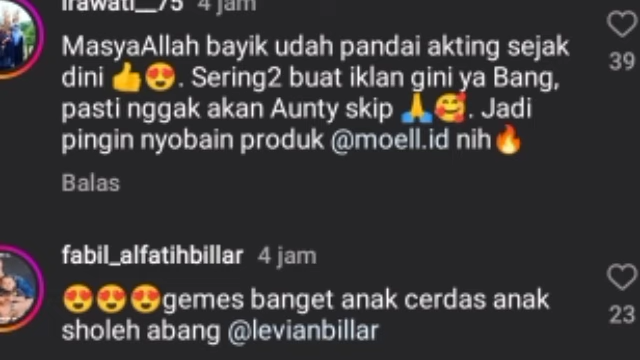 irawati__75 4 jam
MasyaAllah bayik udah pandai akting sejak
dini 👍😍. Sering2 buat iklan gini ya Bang,
pasti nggak akan Aunty skip 🙏🥰. Jadi
pingin nyobain produk @moell.id nih🔥
39
Balas
fabil_alfatihbillar 4 jam
😍😍😍gemes banget anak cerdas anak
sholeh abang @levianbillar
23